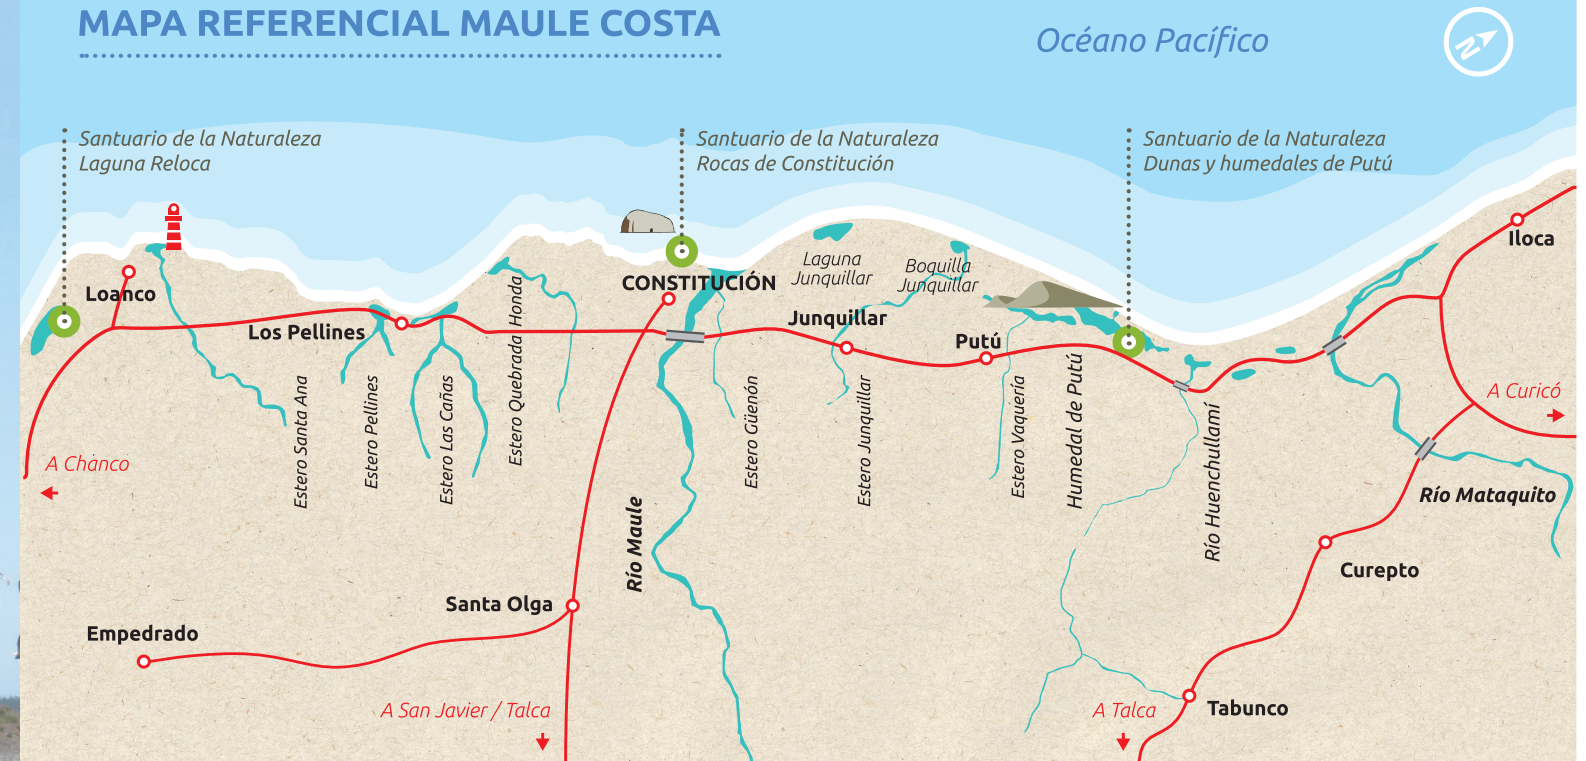 MAPA REFERENCIAL MAULE COSTA
Océano Pacífico
N
Santuario de la Naturaleza
Laguna Reloca
Santuario de la Naturaleza
Rocas de Constitución
Santuario de la Naturaleza
Dunas y humedales de Putú
Iloca
Loanco
CONSTITUCIÓN
Laguna
Junquillar
Boquilla
Junquillar
Los Pellines
Junquillar
Putú
Estero Santa Ana
Estero Pellines
Estero Las Cañas
Estero Quebrada Honda
Estero Güenón
Estero Junquillar
Estero Vaquería
Humedal de Putú
Río Huenchullamí
A Curicó
A Chanco
Río Maule
Río Mataquito
Curepto
Santa Olga
Empedrado
A San Javier / Talca
A Talca
Tabunco